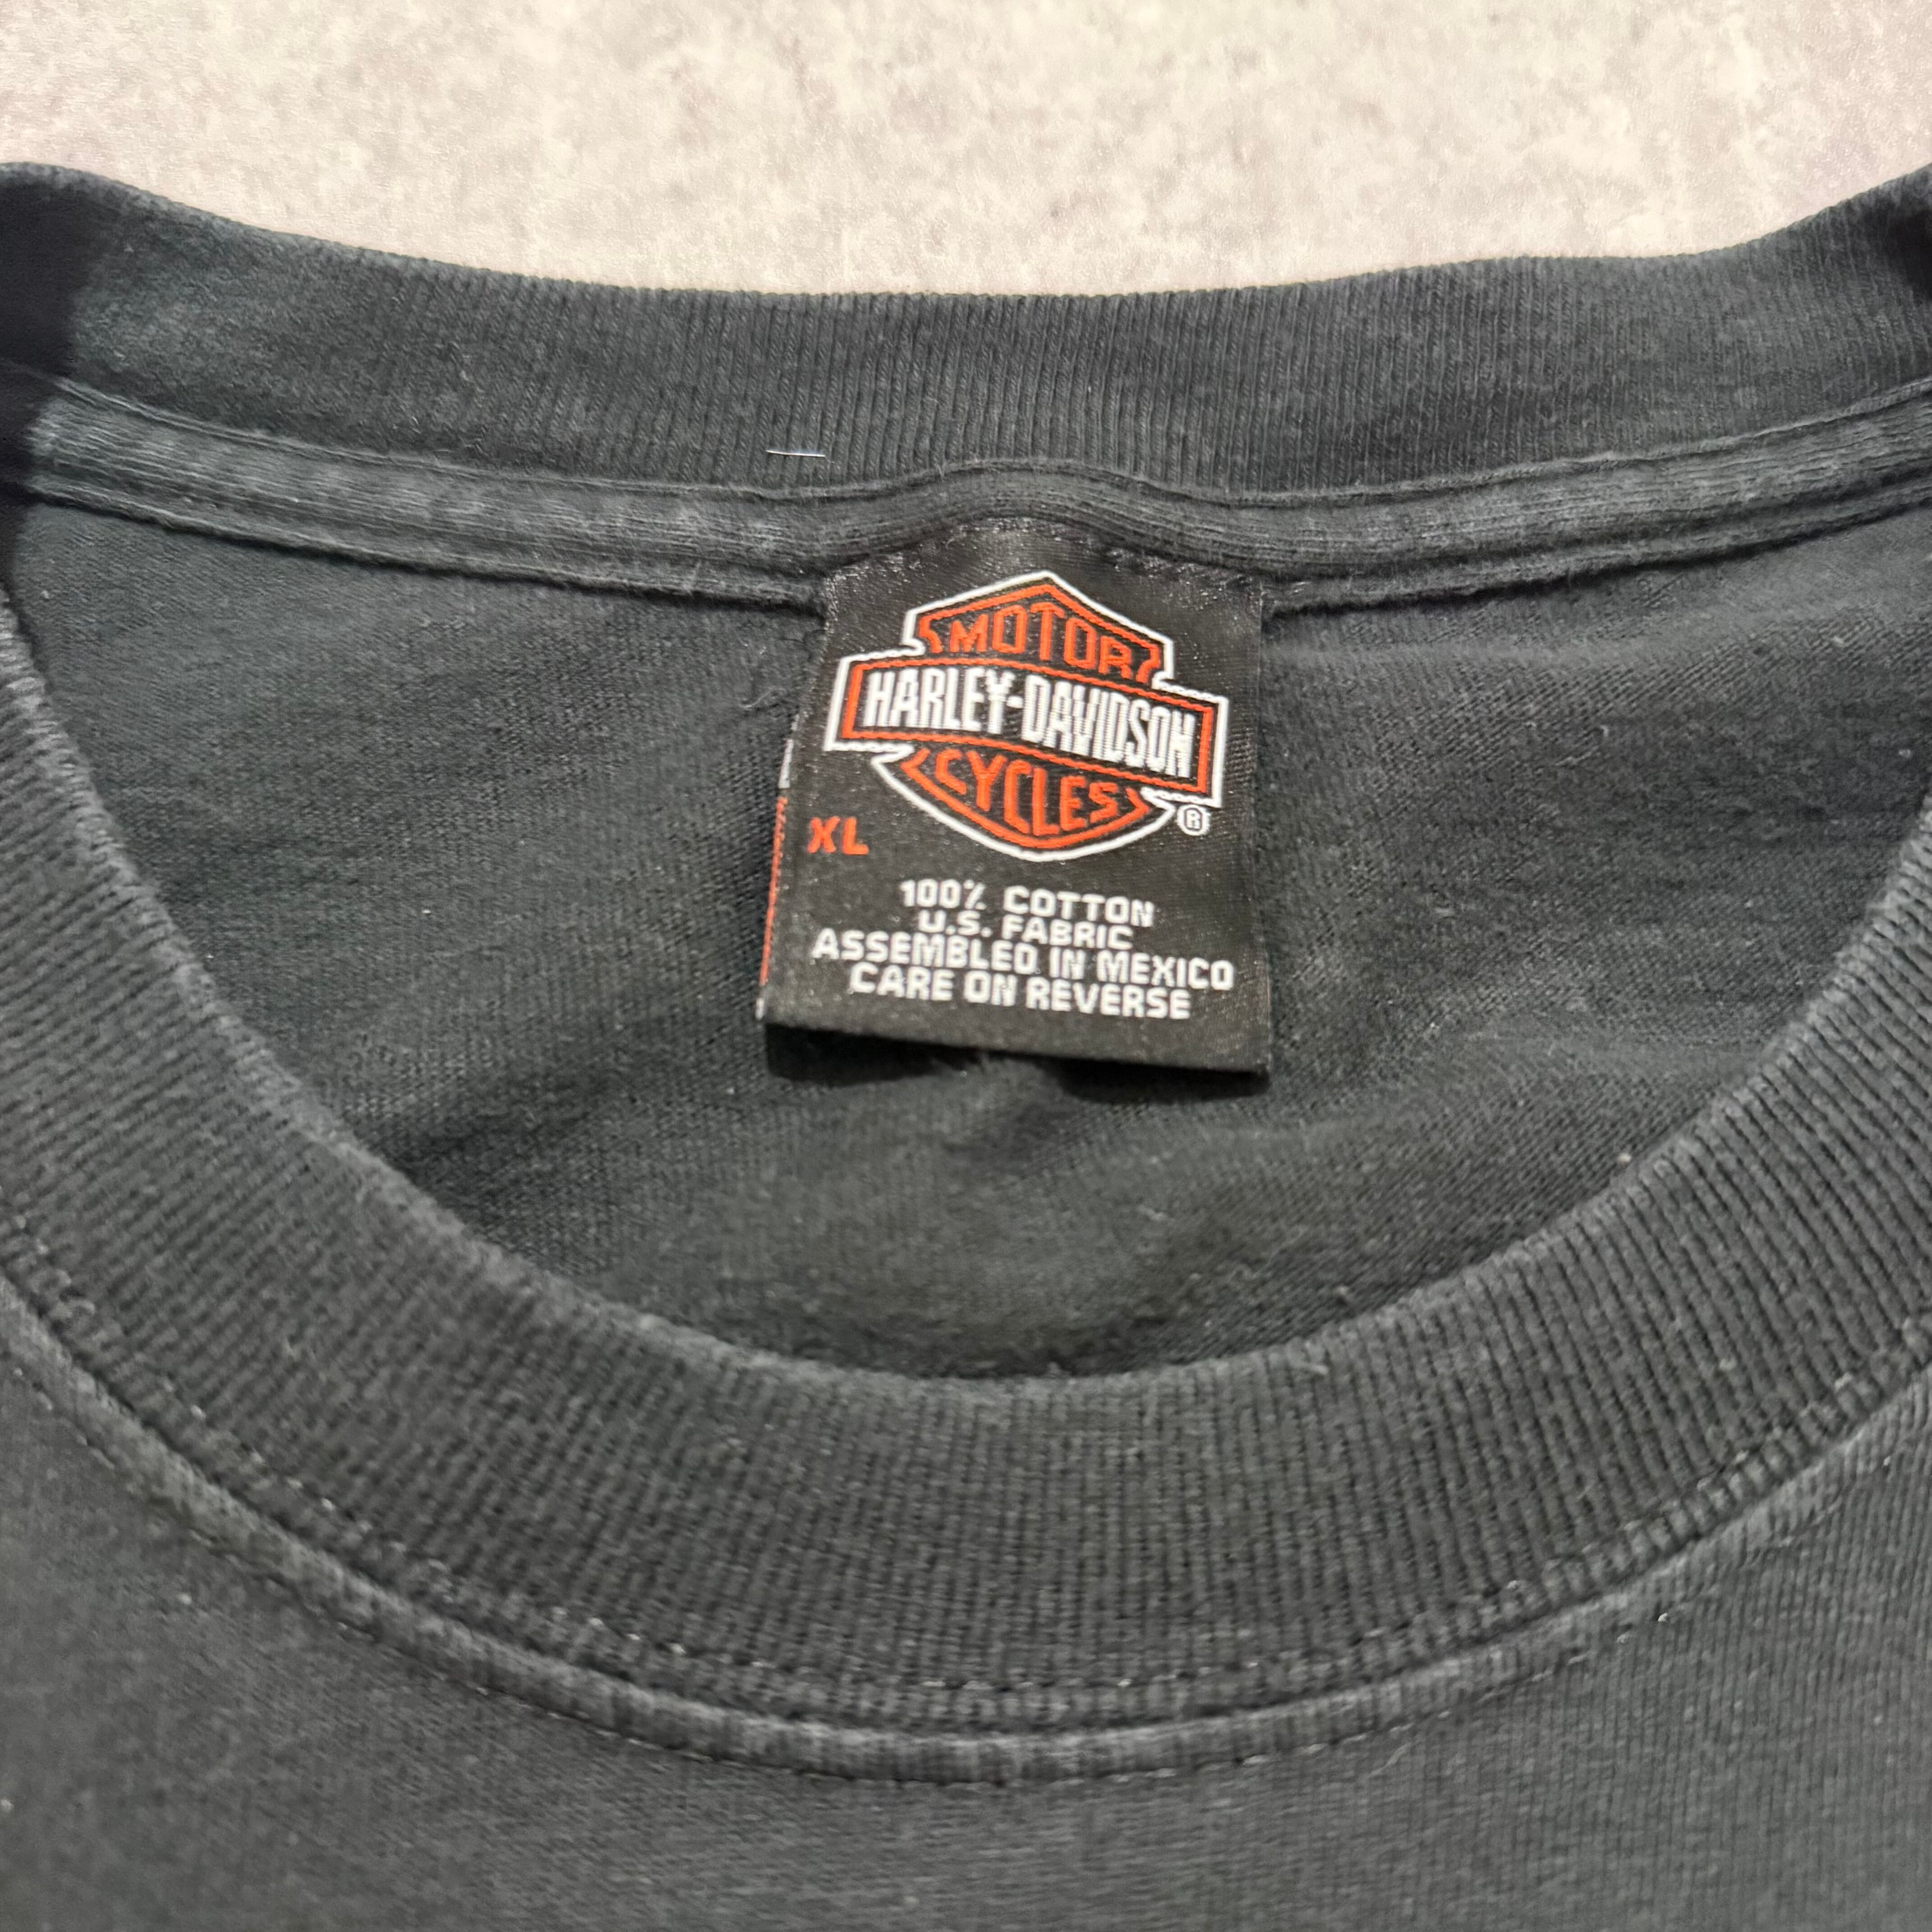 MOTOR
HARLEY-DAVIDSON
CYCLES
®
XL
100% COTTON
U.S. FABRIC
ASSEMBLED IN MEXICO
CARE ON REVERSE